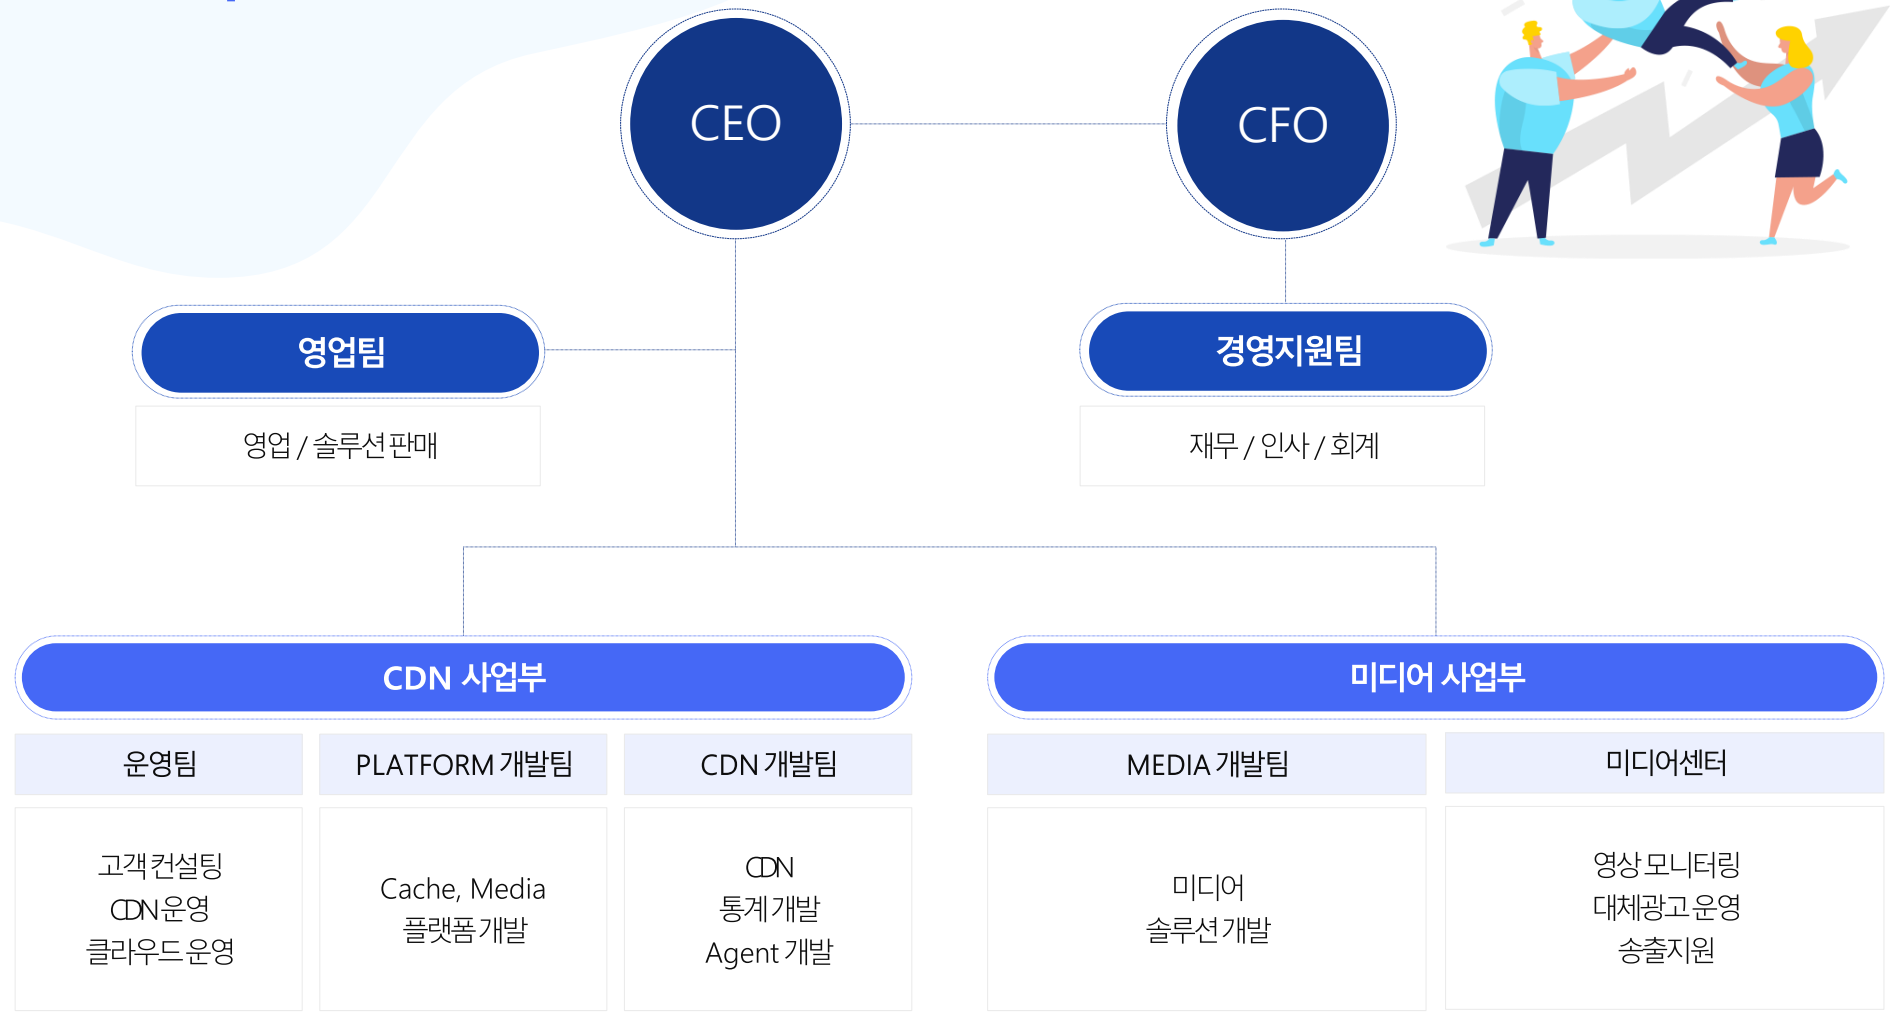 CEO
CFO
영업팀
경영지원팀
영업 / 솔루션 판매
재무 / 인사 / 회계
CDN 사업부
미디어 사업부
운영팀
PLATFORM 개발팀
CDN 개발팀
MEDIA 개발팀
미디어센터
고객 컨설팅
CDN 운영
클라우드 운영
Cache, Media
플랫폼 개발
CDN
통계 개발
Agent 개발
미디어
솔루션 개발
영상 모니터링
대체광고 운영
송출지원